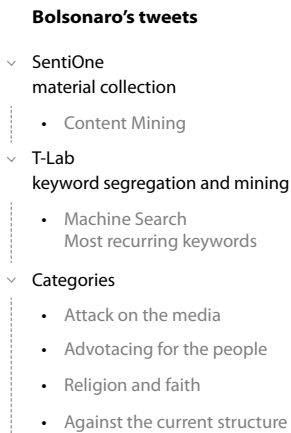 Bolsonaro's tweets
SentiOne
material collection
• Content Mining
T-Lab
keyword segregation and mining
• Machine Search
Most recurring keywords
Categories
• Attack on the media
• Advotacing for the people
• Religion and faith
• Against the current structure